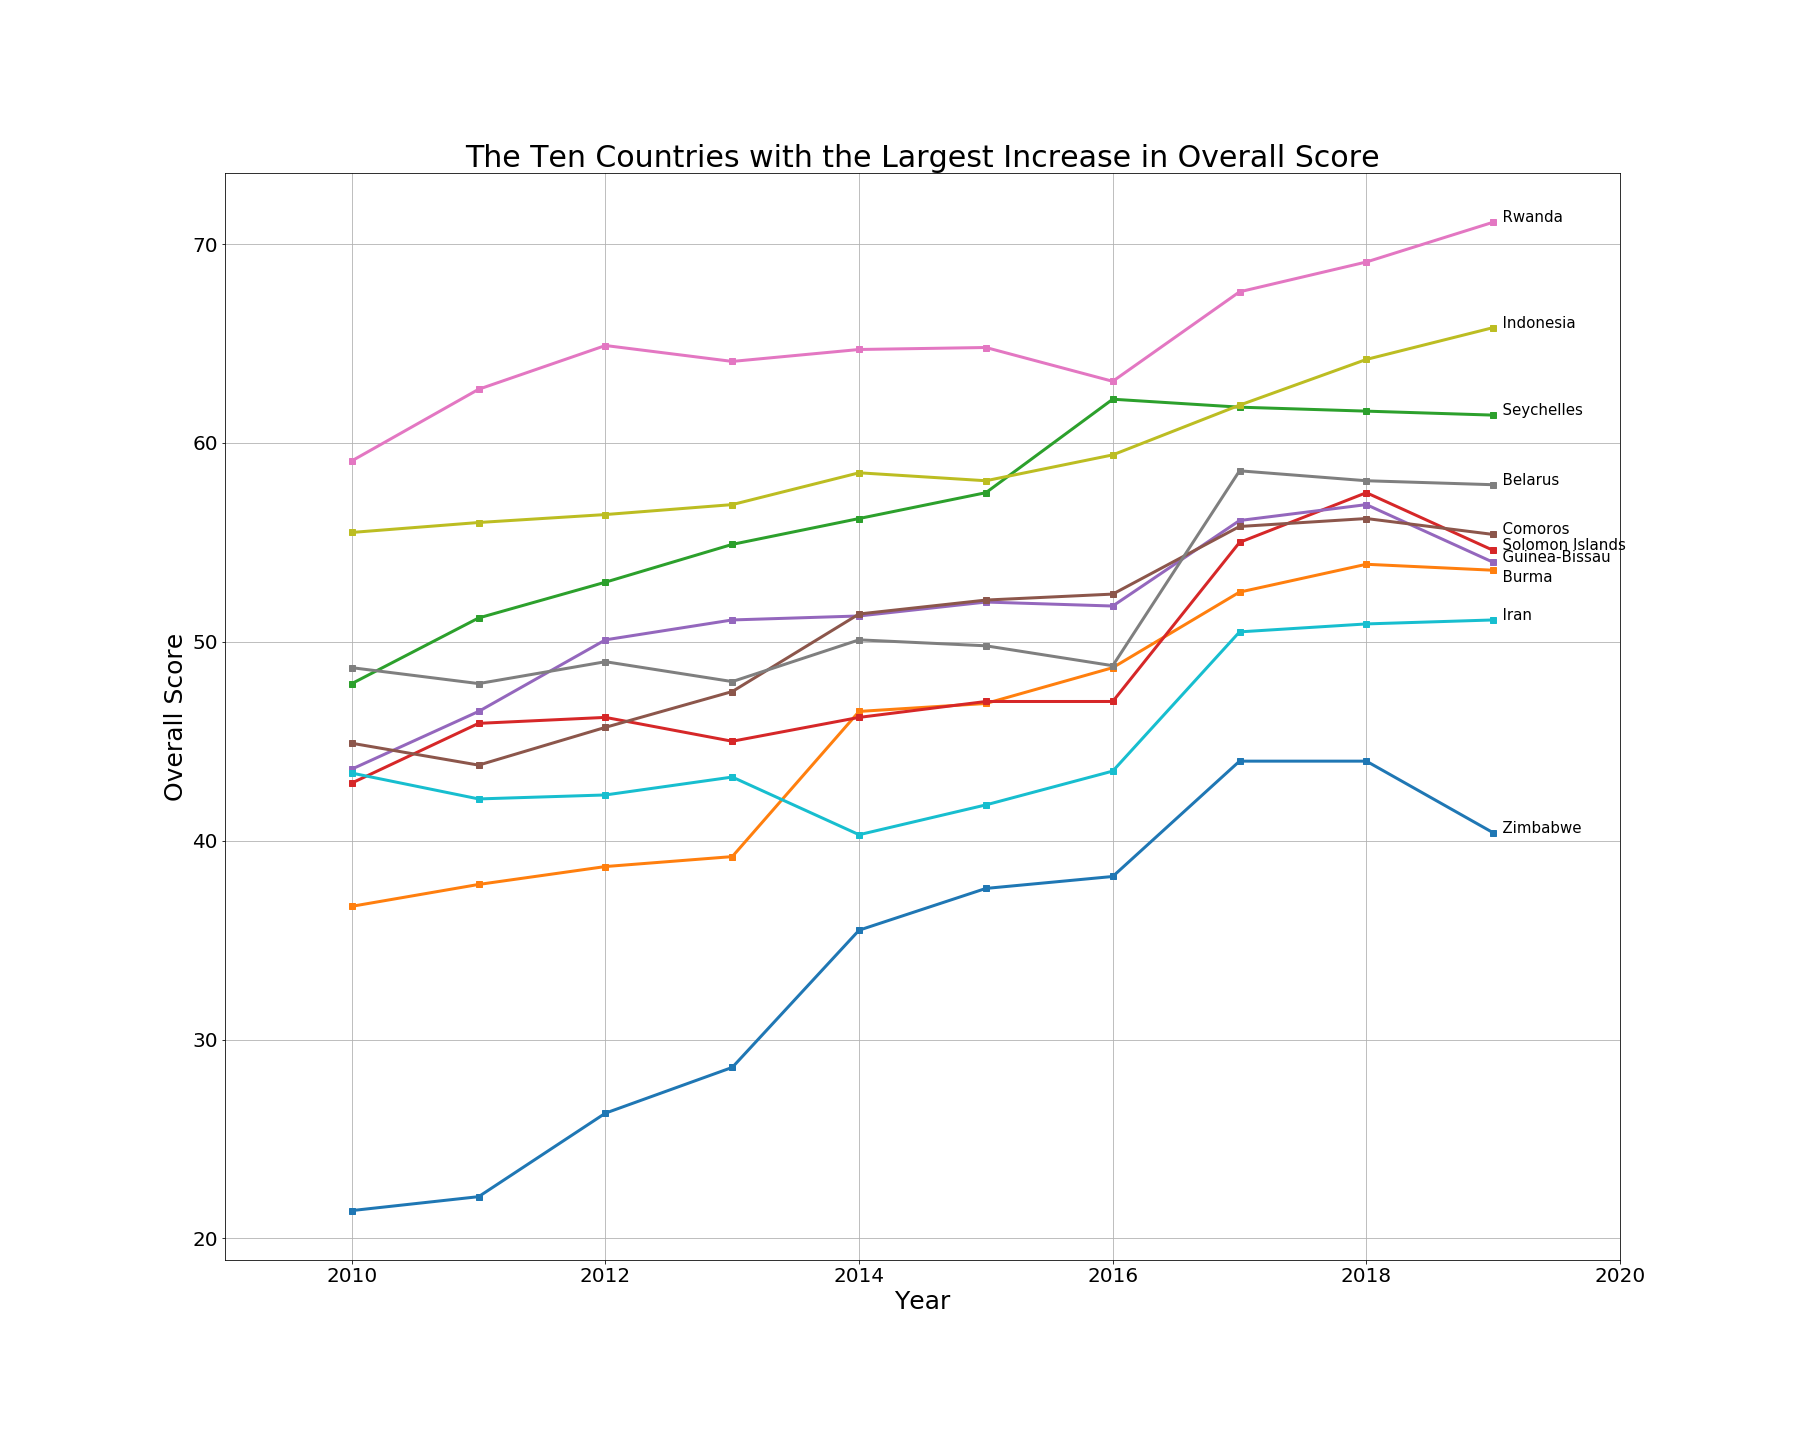 The Ten Countries with the Largest Increase in Overall Score
Overall Score
70
60
50
40
30
20
Rwanda
Indonesia
Seychelles
Belarus
Comoros
Solomon Islands
Guinea-Bissau
Burma
Iran
Zimbabwe
2010 2012 2014 2016 2018 2020
Year